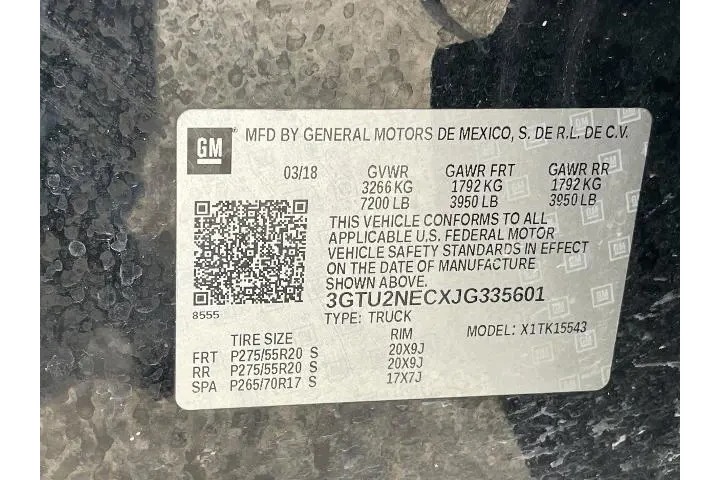 GM
MFD BY GENERAL MOTORS DE MEXICO, S. DE R.L. DE C.V.
03/18 GVWR GAWR FRT GAWR RR
3266 KG 1792 KG 1792 KG
7200 LB 3950 LB 3950 LB
THIS VEHICLE CONFORMS TO ALL
APPLICABLE U.S. FEDERAL MOTOR
VEHICLE SAFETY STANDARDS IN EFFECT
ON THE DATE OF MANUFACTURE
SHOWN ABOVE.
8555
3GTU2NECXJG335601
TYPE: TRUCK MODEL: X1TK15543
TIRE SIZE RIM
FRT P275/55R20 S 20X9J
RR P275/55R20 S 20X9J
SPA P265/70R17 S 17X7J